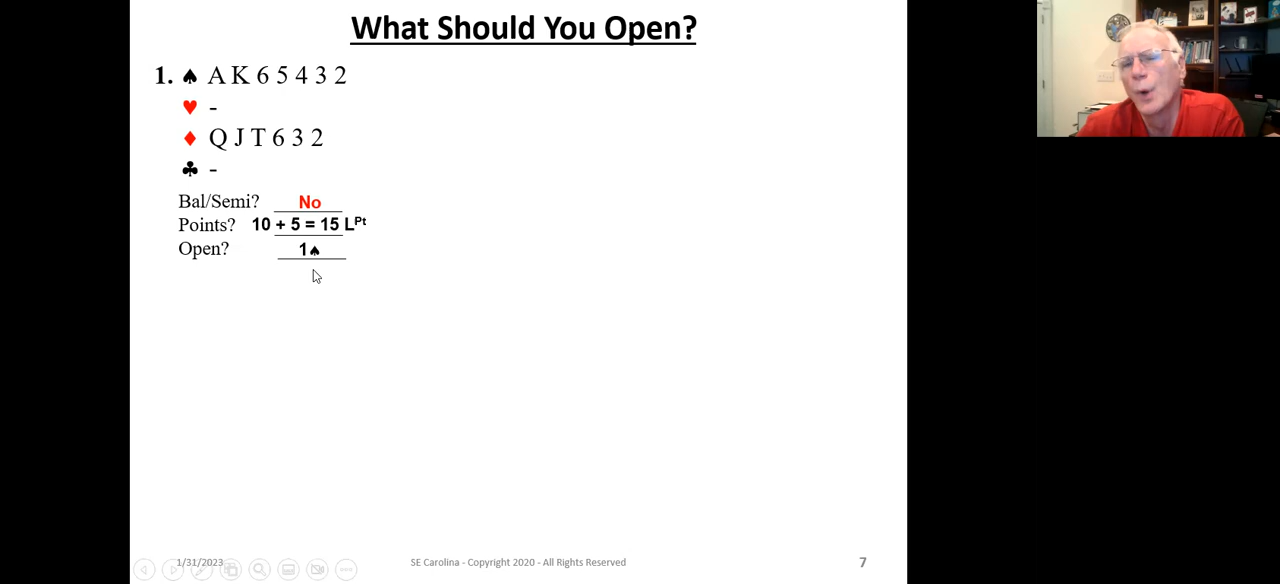 What Should You Open?
1. ♠ A K 6 5 4 3 2
♥ -
♦ Q J T 6 3 2
♣ -
Bal/Semi? No
Points? 10 + 5 = 15 LPt
Open? 1♠
1/31/2023
SE Carolina - Copyright 2020 - All Rights Reserved
7